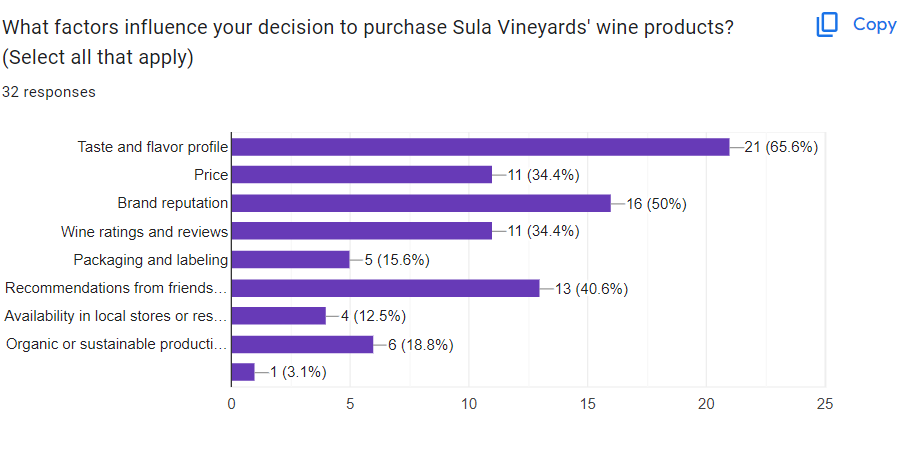 What factors influence your decision to purchase Sula Vineyards' wine products?
Copy
(Select all that apply)
32 responses
Taste and flavor profile
21 (65.6%)
Price
11 (34.4%)
Brand reputation
16 (50%)
Wine ratings and reviews
11 (34.4%)
Packaging and labeling
5 (15.6%)
Recommendations from friends…
13 (40.6%)
Availability in local stores or res…
4 (12.5%)
Organic or sustainable producti…
6 (18.8%)
1 (3.1%)
0 5 10 15 20 25